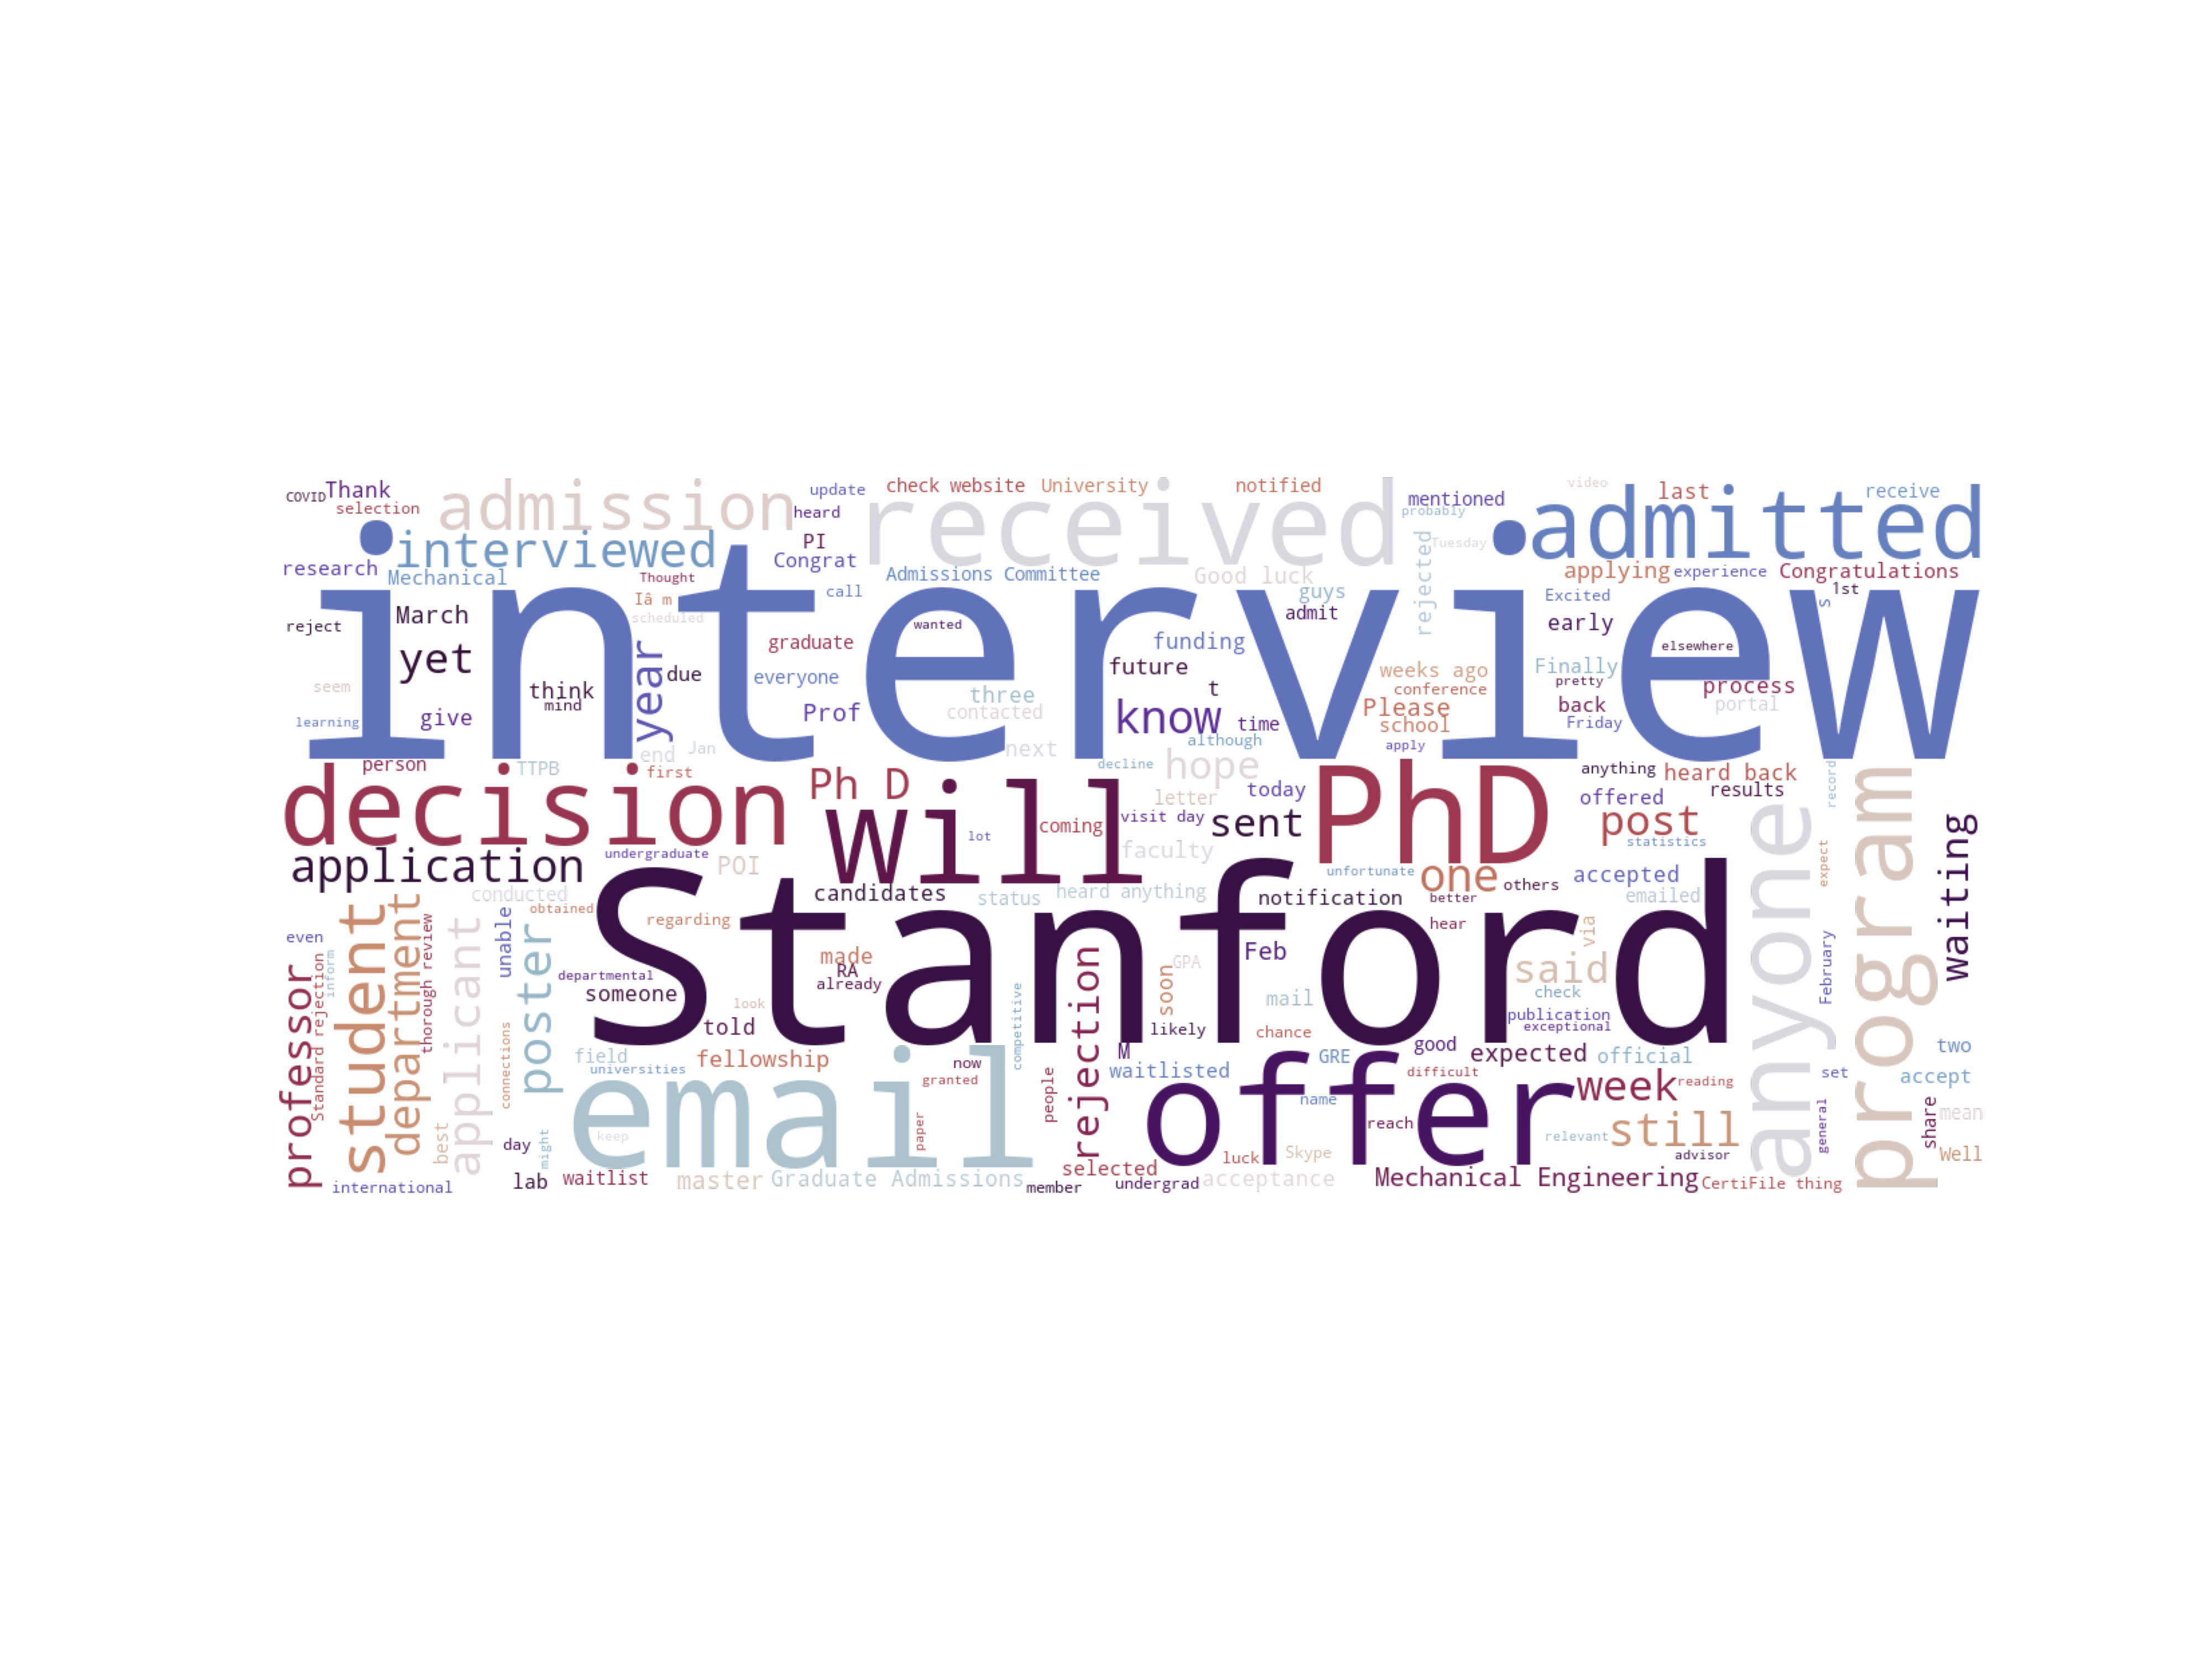 COVID
Thank
selection
admission
update
heard
check website
University
received
notified
mentioned
probably
video
last
receive
admitted
interviewed
PI
Congrat
rejected
Tuesday
research
Mechanical
Thought
Iâ m
scheduled
call
Admissions Committee
Good luck
guys
admit
applying
experience
Congratulations
Excited
1st
s
interview
reject
March
yet
year
due
graduate
wanted
funding
early
elsewhere
seem
think
mind
everyone
future
three
contacted
t
weeks ago
conference
Finally
pretty
process
portal
learning
give
Prof
know
time
Please
school
back
Friday
end
Jan
next
although
apply
person
TTPB
first
decline
hope
anything
heard back
record
decision
Ph D
will
letter
today
PhD
offered
results
lot
coming
visit day
sent
post
statistics
application
undergraduate
POI
faculty
unfortunate
one
others
accepted
expect
anyone
program
waiting
conducted
candidates
status
heard anything
notification
better
emailed
student
department
thorough review
applicant
unable
obtained
regarding
Stanford
hear
via
even
professor
Standard rejection
inform
poster
departmental
made
RA
already
someone
look
Feb
GPA
said
February
rejection
soon
mail
check
publication
exceptional
competitive
told
likely
chance
connections
field
universities
fellowship
now
granted
M
waitlisted
GRE
good
difficult
expected
official
two
email
people
offer
name
week
reading
set
accept
best
day
might
keep
paper
reach
relevant
still
general
share
mean
international
lab
waitlist
master
Graduate Admissions
member
selected
luck
undergrad
Skype
acceptance
advisor
Mechanical Engineering
CertiFile thing
Well